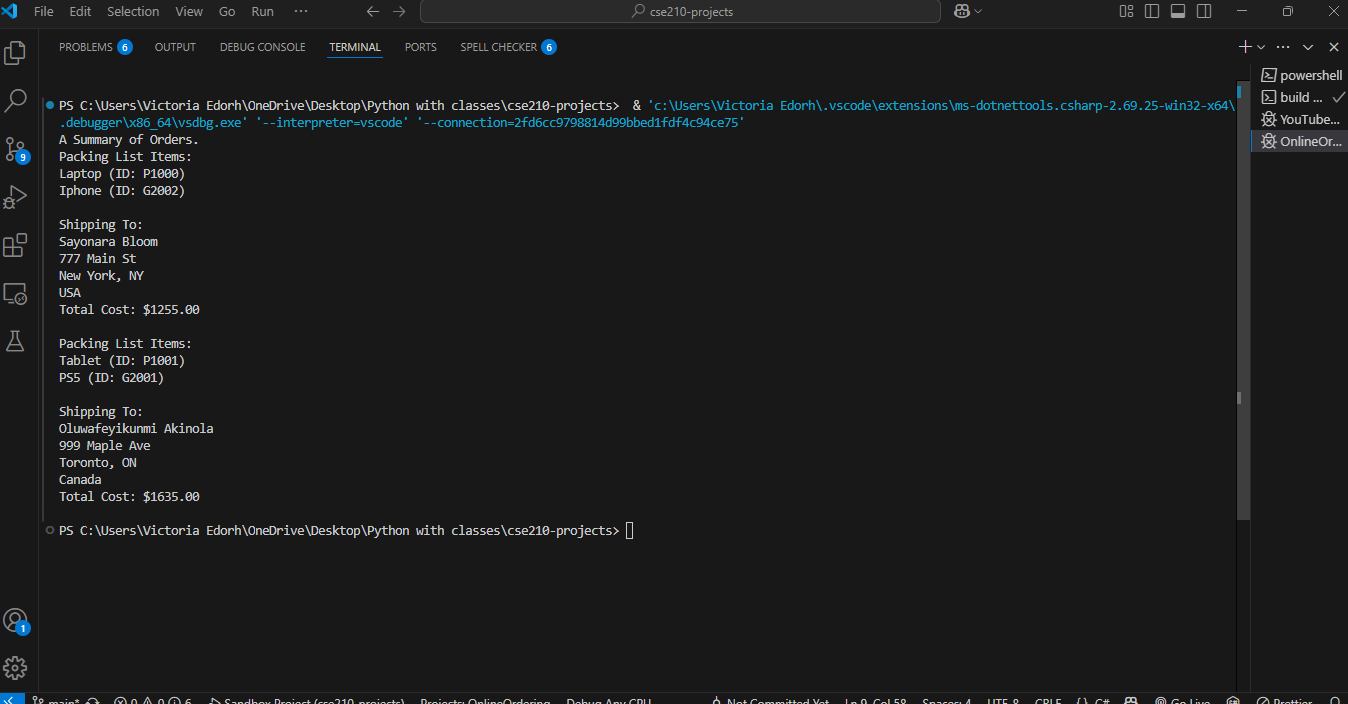 File Edit Selection View Go Run ··· cse210-projects
PROBLEMS 6 OUTPUT DEBUG CONSOLE TERMINAL PORTS SPELL CHECKER 6
PS C:\Users\Victoria Edorh\OneDrive\Desktop\Python with classes\cse210-projects> & 'c:\Users\Victoria Edorh\.vscode\extensions\ms-dotnettools.csharp-2.69.25-win32-x64\
.debugger\x86_64\vsdbg.exe' '--interpreter=vscode' '--connection=2fd6cc9798814d99bbed1fdf4c94ce75'
A Summary of Orders.
Packing List Items:
Laptop (ID: P1000)
Iphone (ID: G2002)
Shipping To:
Sayonara Bloom
777 Main St
New York, NY
USA
Total Cost: $1255.00
Packing List Items:
Tablet (ID: P1001)
PS5 (ID: G2001)
Shipping To:
Oluwafeyikunmi Akinola
999 Maple Ave
Toronto, ON
Canada
Total Cost: $1635.00
PS C:\Users\Victoria Edorh\OneDrive\Desktop\Python with classes\cse210-projects>
powershell
build ...
YouTube...
OnlineOr...
9
1
main* 0 0 6 Sandbox Project (cse210-projects) Projects: OnlineOrdering Debug Any CPU Not Committed Yet Ln 9, Col 58 Spaces: 4 UTF-8 CRLF {} C# Go Live Prettier